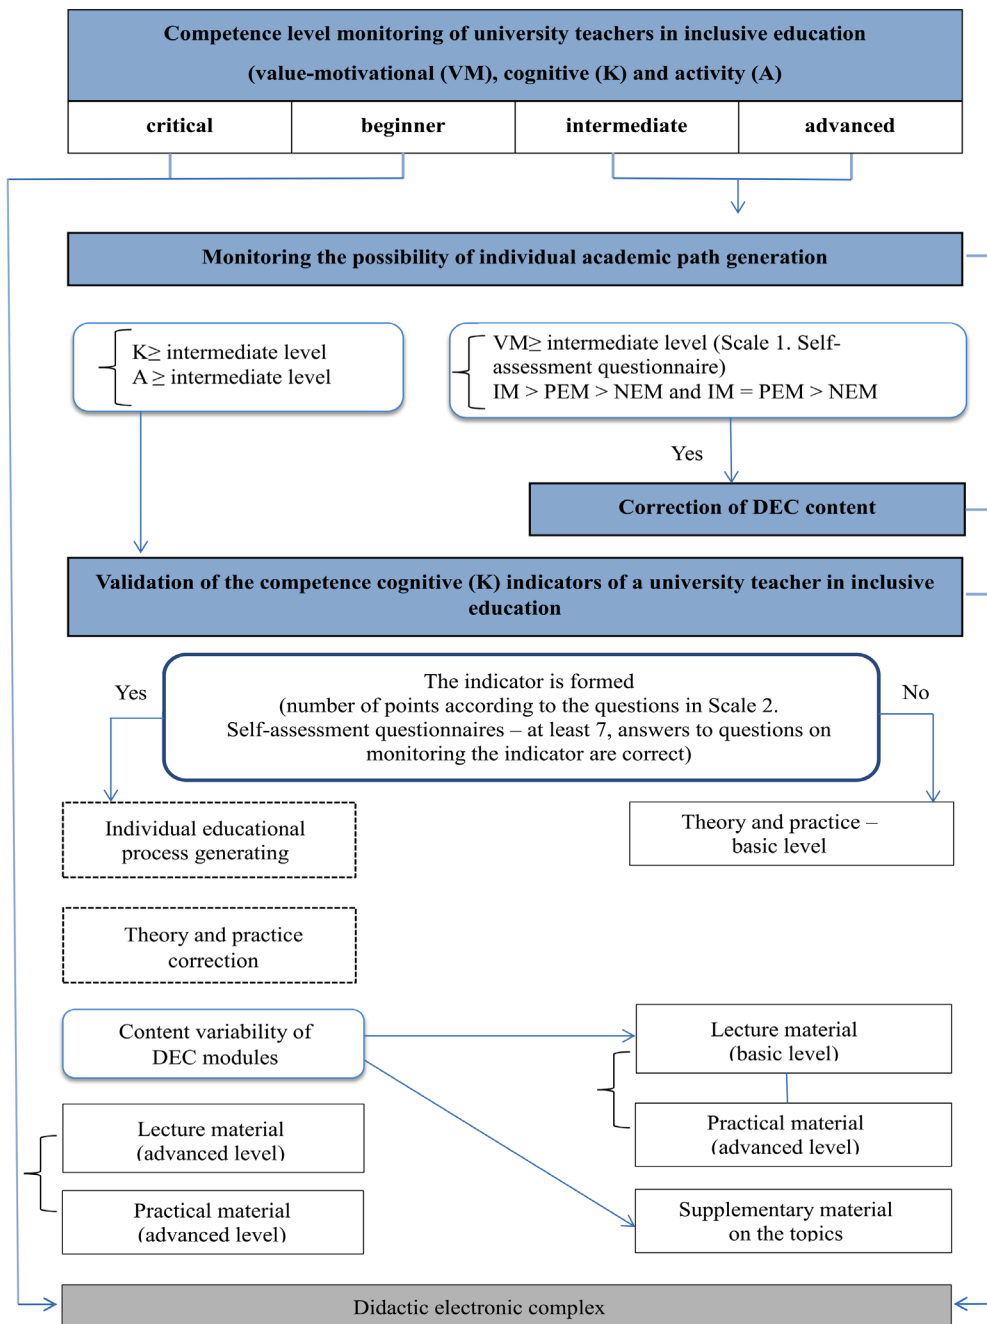 Competence level monitoring of university teachers in inclusive education
(value-motivational (VM), cognitive (K) and activity (A)
critical
beginner
intermediate
advanced
Monitoring the possibility of individual academic path generation
K≥ intermediate level
A ≥ intermediate level
VM≥ intermediate level (Scale 1. Self-
assessment questionnaire)
IM > PEM > NEM and IM = PEM > NEM
Yes
Correction of DEC content
Validation of the competence cognitive (K) indicators of a university teacher in inclusive
education
Yes
The indicator is formed
(number of points according to the questions in Scale 2.
Self-assessment questionnaires – at least 7, answers to questions on
monitoring the indicator are correct)
No
Individual educational
process generating
Theory and practice –
basic level
Theory and practice
correction
Content variability of
DEC modules
Lecture material
(basic level)
Lecture material
(advanced level)
Practical material
(advanced level)
Practical material
(advanced level)
Supplementary material
on the topics
Didactic electronic complex